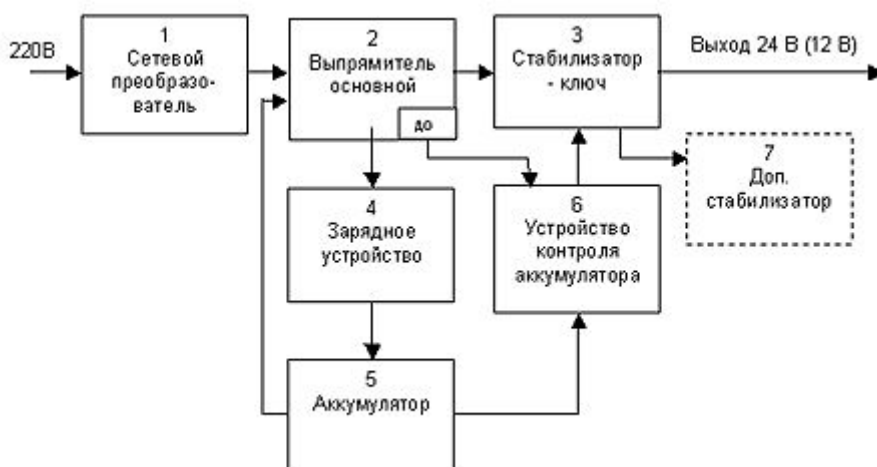 220В
1
Сетевой
преобразо-
ватель
2
Выпрямитель
основной
до
3
Стабилизатор
- ключ
Выход 24 В (12 В)
4
Зарядное
устройство
6
Устройство
контроля
аккумулятора
7
Доп.
стабилизатор
5
Аккумулятор